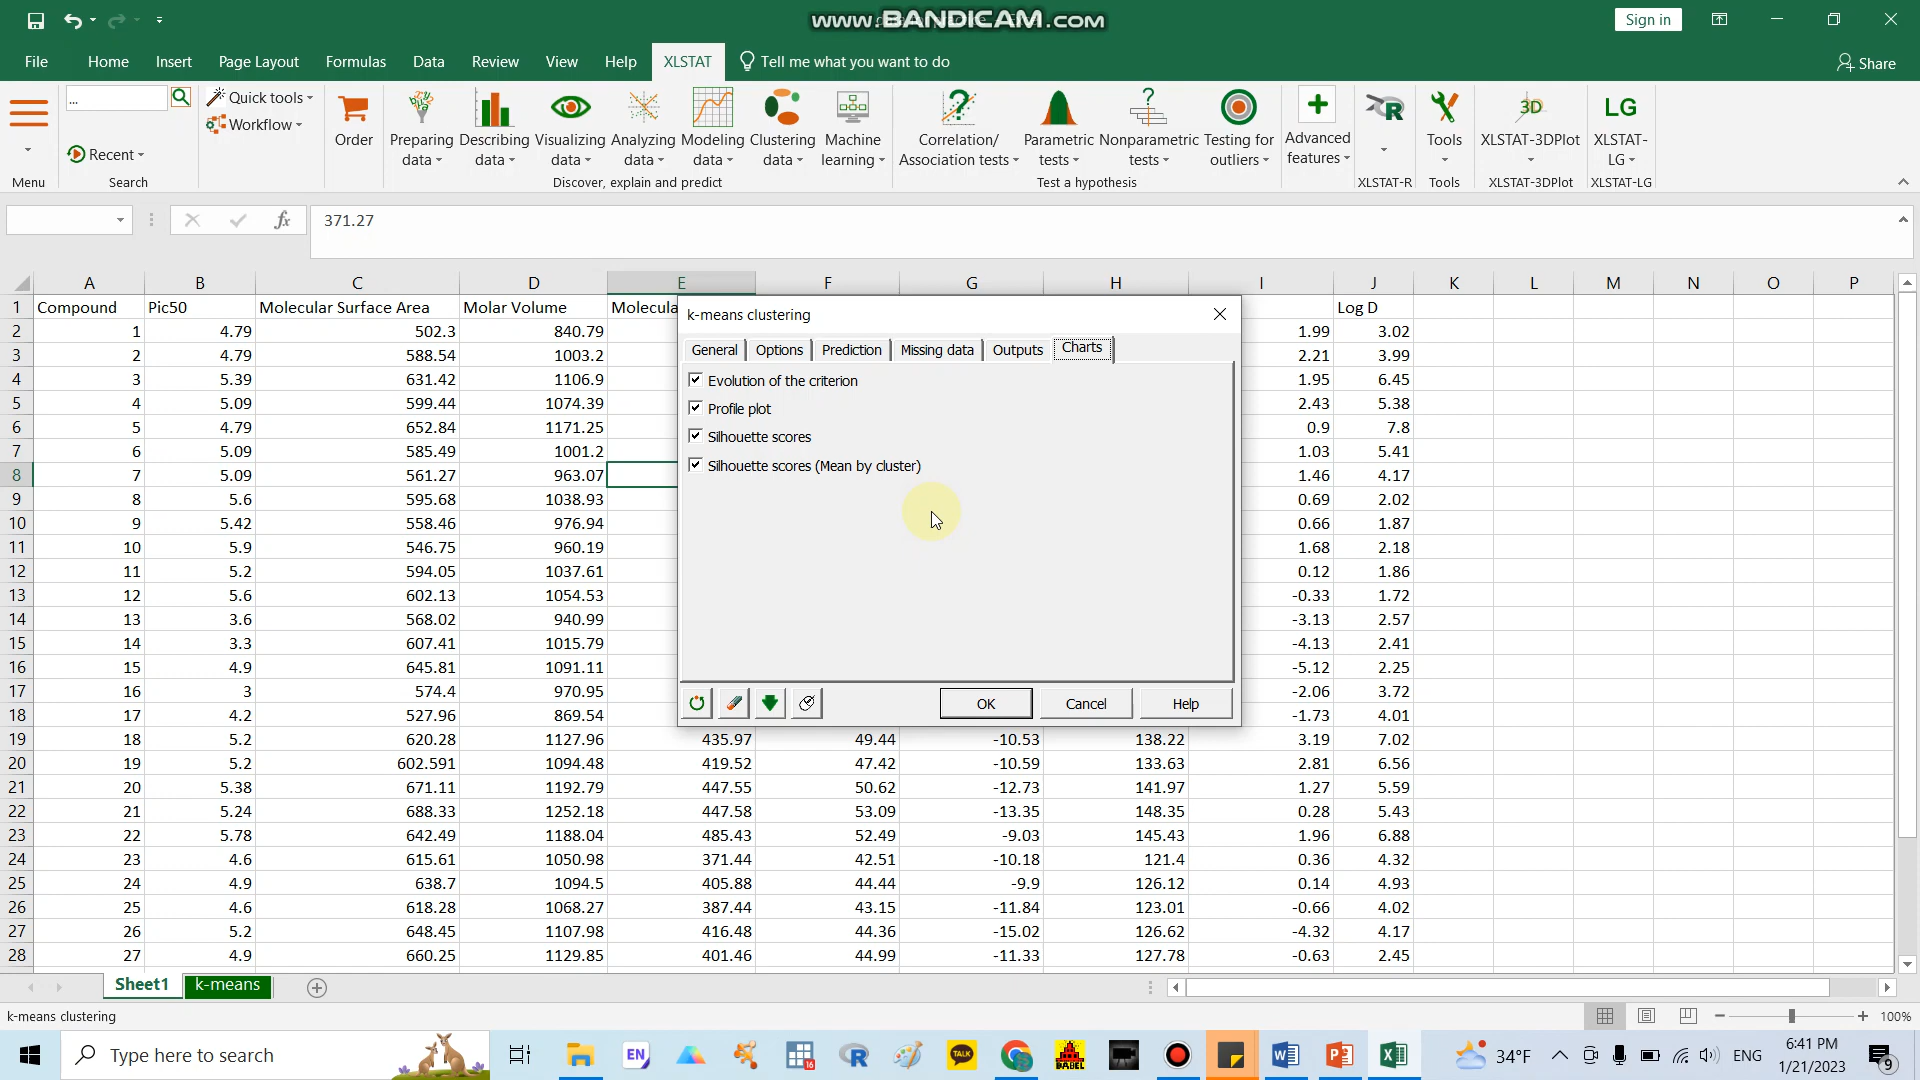 www.BANDICAM.com
Sign in
File Home Insert Page Layout Formulas Data Review View Help XLSTAT Tell me what you want to do Share
... Quick tools
Workflow
Recent
Order
Preparing data
Describing data
Visualizing data
Analyzing data
Modeling data
Clustering data
Machine learning
Correlation/ Association tests
Parametric tests
Nonparametric tests
Testing for outliers
Advanced features
R
Tools
3D XLSTAT-3DPlot
LG XLSTAT-LG
Menu Search Discover, explain and predict Test a hypothesis XLSTAT-R Tools XLSTAT-3DPlot XLSTAT-LG
fx 371.27
A B C D E F G H I J K L M N O P
1 Compound Pic50 Molecular Surface Area Molar Volume Molecula Log D
2 1 4.79 502.3 840.79 1.99 3.02
3 2 4.79 588.54 1003.2 2.21 3.99
4 3 5.39 631.42 1106.9 1.95 6.45
5 4 5.09 599.44 1074.39 2.43 5.38
6 5 4.79 652.84 1171.25 0.9 7.8
7 6 5.09 585.49 1001.2 1.03 5.41
8 7 5.09 561.27 963.07 1.46 4.17
9 8 5.6 595.68 1038.93 0.69 2.02
10 9 5.42 558.46 976.94 0.66 1.87
11 10 5.9 546.75 960.19 1.68 2.18
12 11 5.2 594.05 1037.61 0.12 1.86
13 12 5.6 602.13 1054.53 -0.33 1.72
14 13 3.6 568.02 940.99 -3.13 2.57
15 14 3.3 607.41 1015.79 -4.13 2.41
16 15 4.9 645.81 1091.11 -5.12 2.25
17 16 3 574.4 970.95 -2.06 3.72
18 17 4.2 527.96 869.54 -1.73 4.01
19 18 5.2 620.28 1127.96 435.97 49.44 -10.53 138.22 3.19 7.02
20 19 5.2 602.591 1094.48 419.52 47.42 -10.59 133.63 2.81 6.56
21 20 5.38 671.11 1192.79 447.55 50.62 -12.73 141.97 1.27 5.59
22 21 5.24 688.33 1252.18 447.58 53.09 -13.35 148.35 0.28 5.43
23 22 5.78 642.49 1188.04 485.43 52.49 -9.03 145.43 1.96 6.88
24 23 4.6 615.61 1050.98 371.44 42.51 -10.18 121.4 0.36 4.32
25 24 4.9 638.7 1094.5 405.88 44.44 -9.9 126.12 0.14 4.93
26 25 4.6 618.28 1068.27 387.44 43.15 -11.84 123.01 -0.66 4.02
27 26 5.2 648.45 1107.98 416.48 44.36 -15.02 126.62 -4.32 4.17
28 27 4.9 660.25 1129.85 401.46 44.99 -11.33 127.78 -0.63 2.45
k-means clustering
General Options Prediction Missing data Outputs Charts
Evolution of the criterion
Profile plot
Silhouette scores
Silhouette scores (Mean by cluster)
OK Cancel Help
Sheet1 k-means
k-means clustering 100%
Type here to search EN 16 R TALK BABEL 34°F ENG 6:41 PM
1/21/2023 9